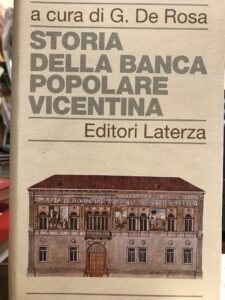 a cura di G. De Rosa
STORIA
DELLA BANCA
POPOLARE
VICENTINA
Editori Laterza